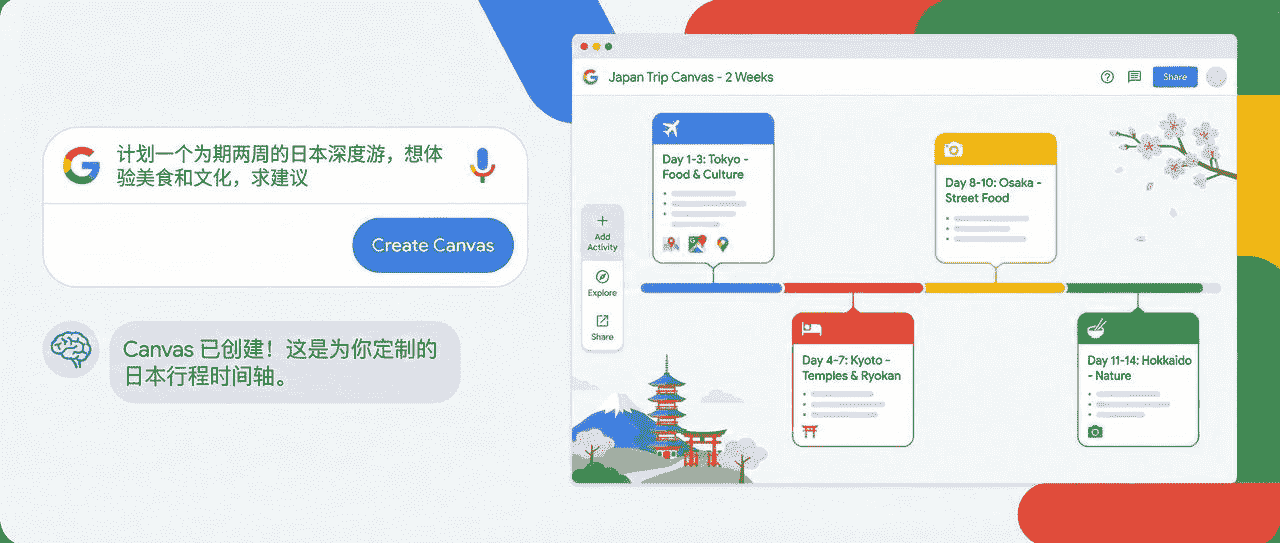 计划一个为期两周的日本深度游，想体
验美食和文化，求建议
Create Canvas
Canvas 已创建！这是为你定制的
日本行程时间轴。
Japan Trip Canvas - 2 Weeks
Share
Add
Activity
Explore
Share
Day 1-3: Tokyo -
Food & Culture
Day 4-7: Kyoto -
Temples & Ryokan
Day 8-10: Osaka -
Street Food
Day 11-14: Hokkaido
- Nature